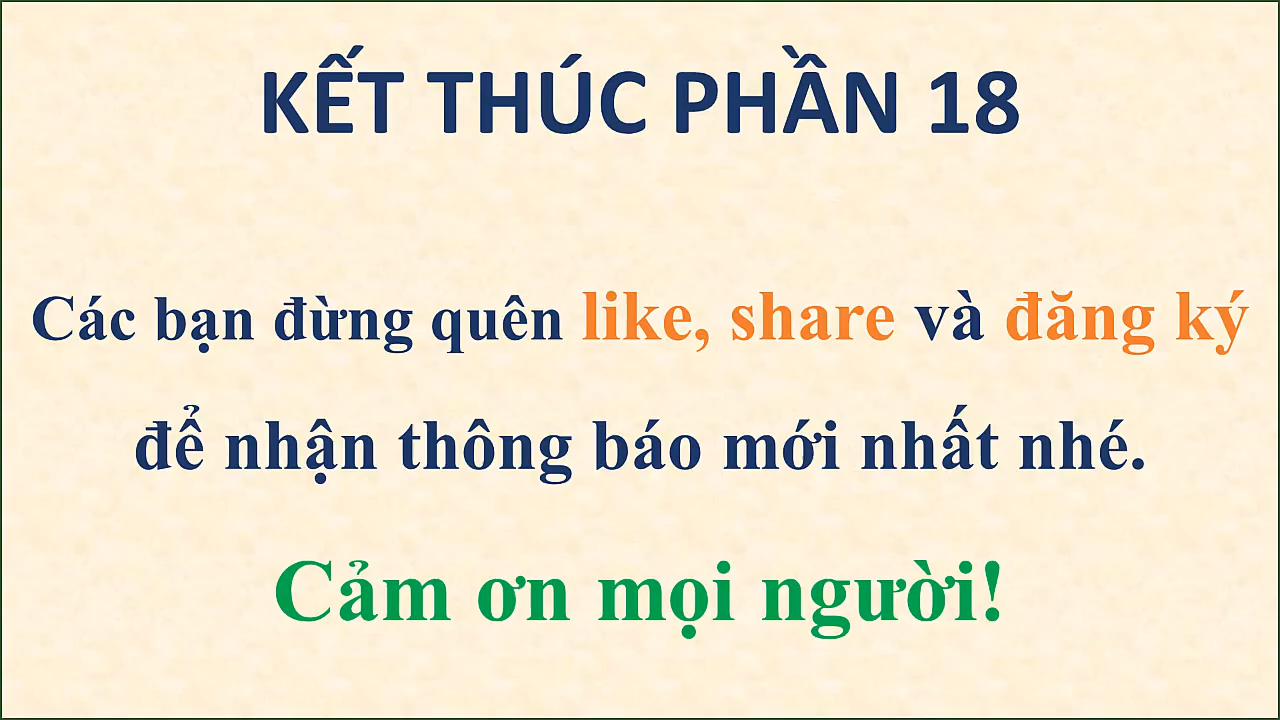 KẾT THÚC PHẦN 18
Các bạn đừng quên like, share và đăng ký
để nhận thông báo mới nhất nhé.
Cảm ơn mọi người!